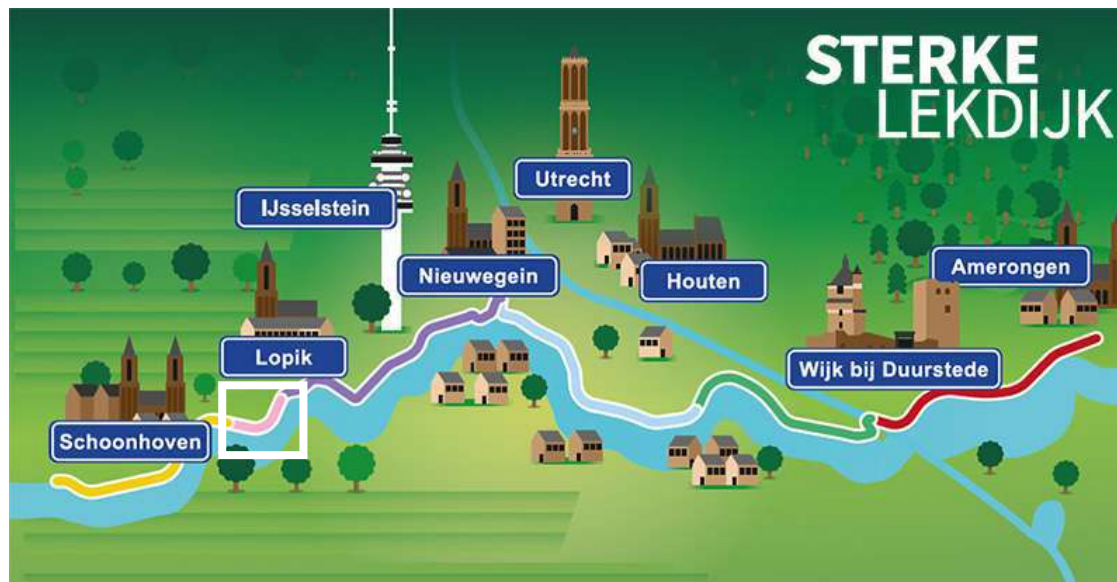 STERKE
LEKDIJK
Utrecht
IJsselstein
Nieuwegein
Houten
Amerongen
Lopik
Wijk bij Duurstede
Schoonhoven